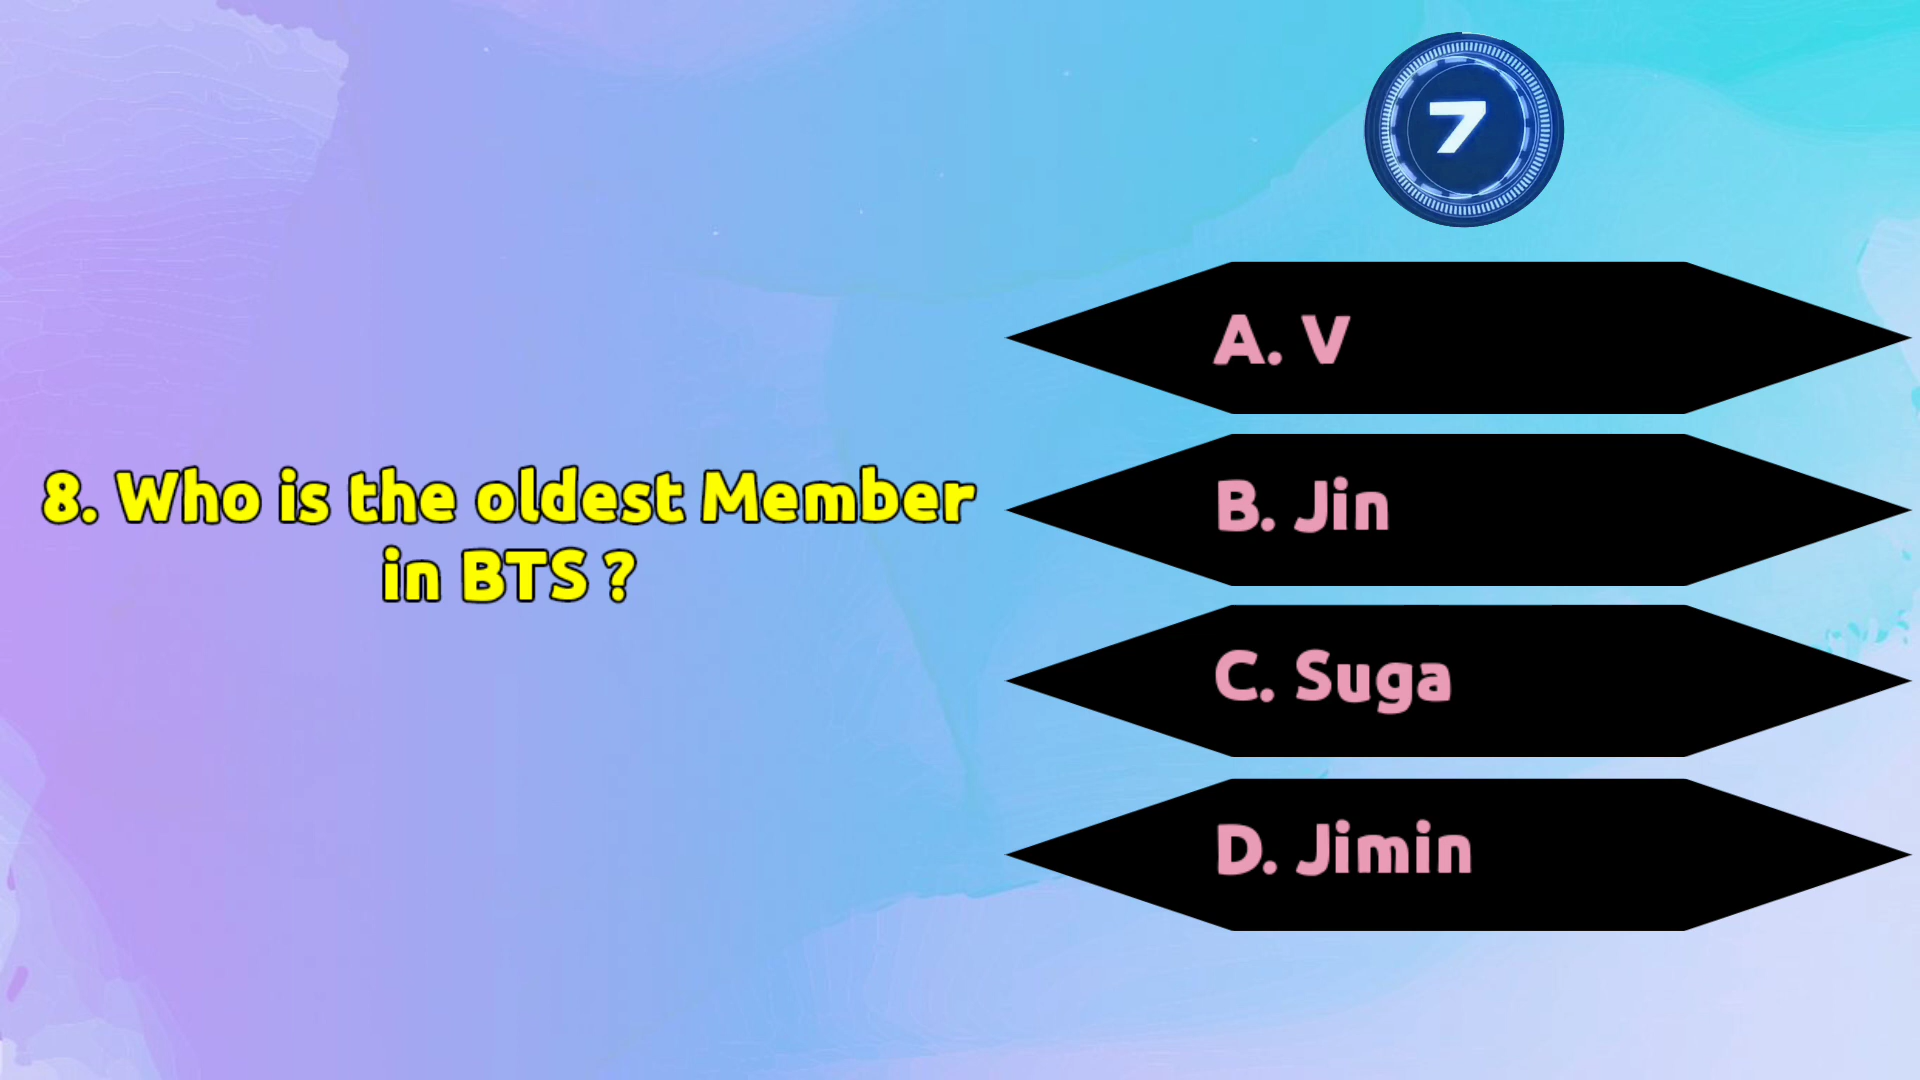 7
8. Who is the oldest Member
in BTS ?
A. V
B. Jin
C. Suga
D. Jimin